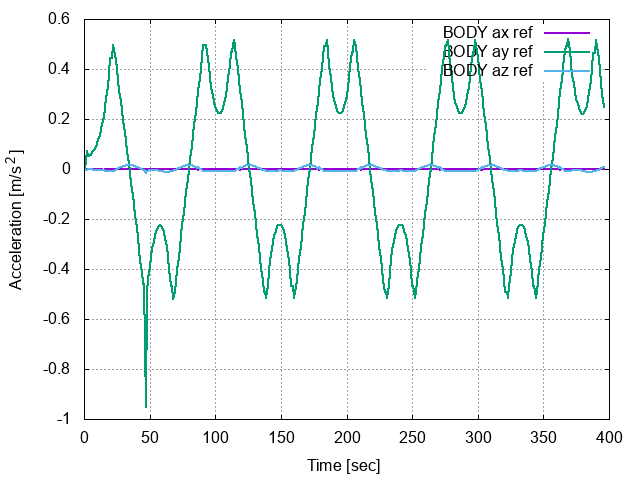 BODY ax ref
BODY ay ref
BODY az ref
0.6
0.4
0.2
0
-0.2
-0.4
-0.6
-0.8
-1
Acceleration [m/s²]
0 50 100 150 200 250 300 350 400
Time [sec]